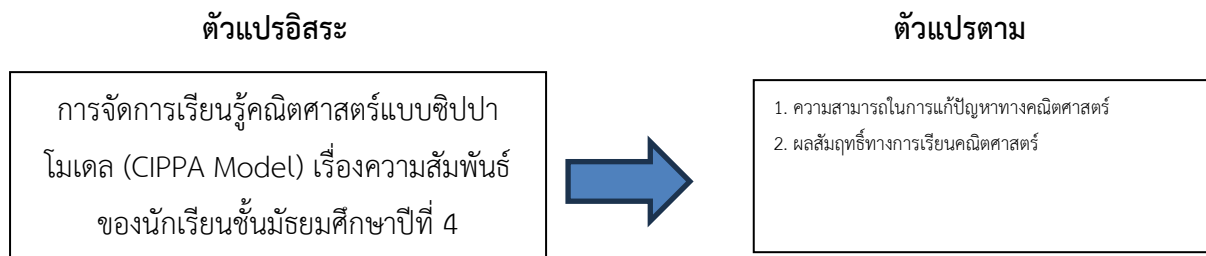 ตัวแปรอิสระ
การจัดการเรียนรู้คณิตศาสตร์แบบซิปปา
โมเดล (CIPPA Model) เรื่องความสัมพันธ์
ของนักเรียนชั้นมัธยมศึกษาปีที่ 4
ตัวแปรตาม
1. ความสามารถในการแก้ปัญหาทางคณิตศาสตร์
2. ผลสัมฤทธิ์ทางการเรียนคณิตศาสตร์